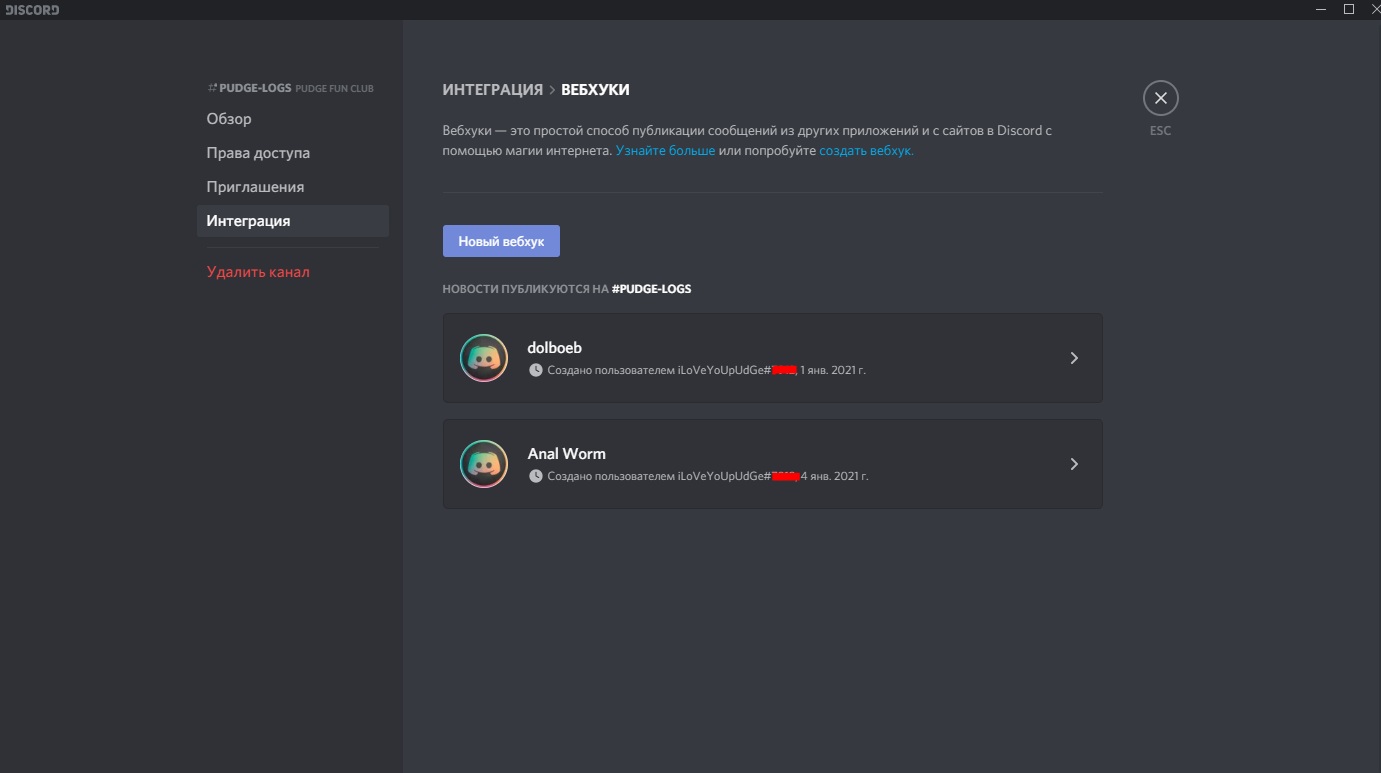 DISCORD
PUDGE-LOGS PUDGE FUN CLUB
Обзор
Права доступа
Приглашения
Интеграция
Удалить канал
ИНТЕГРАЦИЯ > ВЕБХУКИ
ESC
Вебхуки — это простой способ публикации сообщений из других приложений и с сайтов в Discord с
помощью магии интернета. Узнайте больше или попробуйте создать вебхук.
Новый вебхук
НОВОСТИ ПУБЛИКУЮТСЯ НА #PUDGE-LOGS
dolboeb
Создано пользователем iLoVeYoUpUdGe# 1 янв. 2021 г.
Anal Worm
Создано пользователем iLoVeYoUpUdGe# 4 янв. 2021 г.